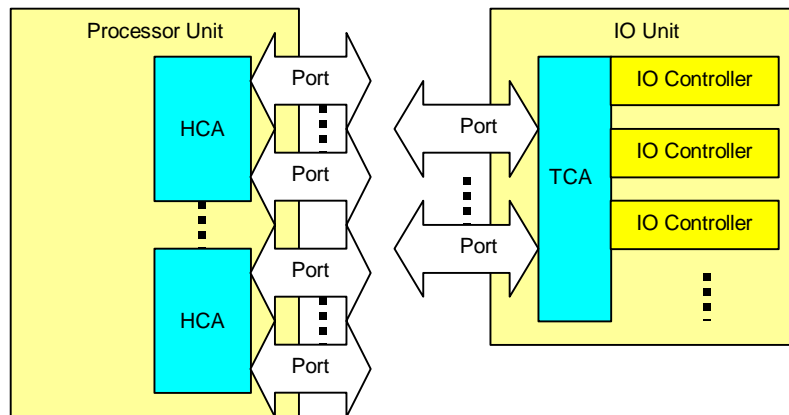 Processor Unit
HCA
HCA
Port
Port
Port
Port
IO Unit
Port
Port
TCA
IO Controller
IO Controller
IO Controller